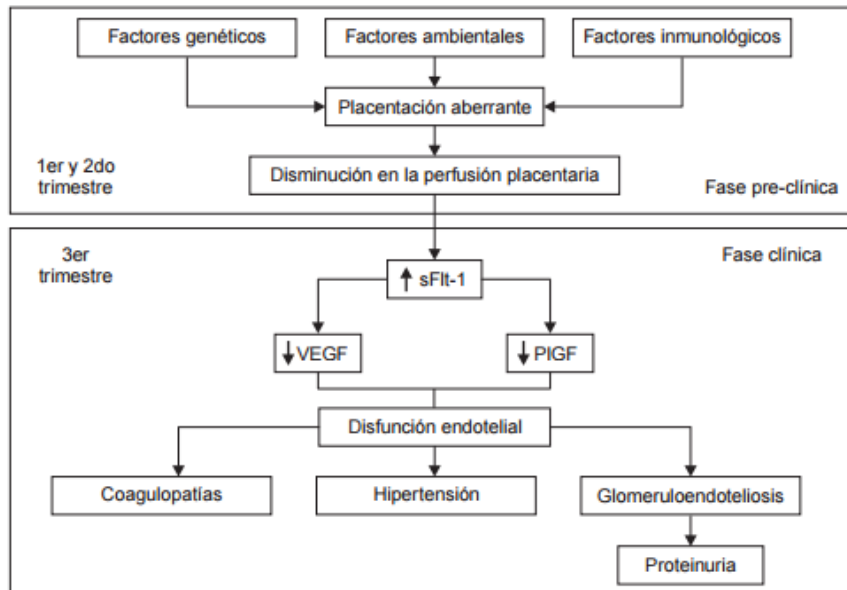 Factores genéticos
Factores ambientales
Factores inmunológicos
Placentación aberrante
1er y 2do
trimestre
Disminución en la perfusión placentaria
Fase pre-clínica
3er
trimestre
Fase clínica
↑ sFlt-1
↓VEGF
↓PIGF
Disfunción endotelial
Coagulopatías
Hipertensión
Glomeruloendoteliosis
Proteinuria